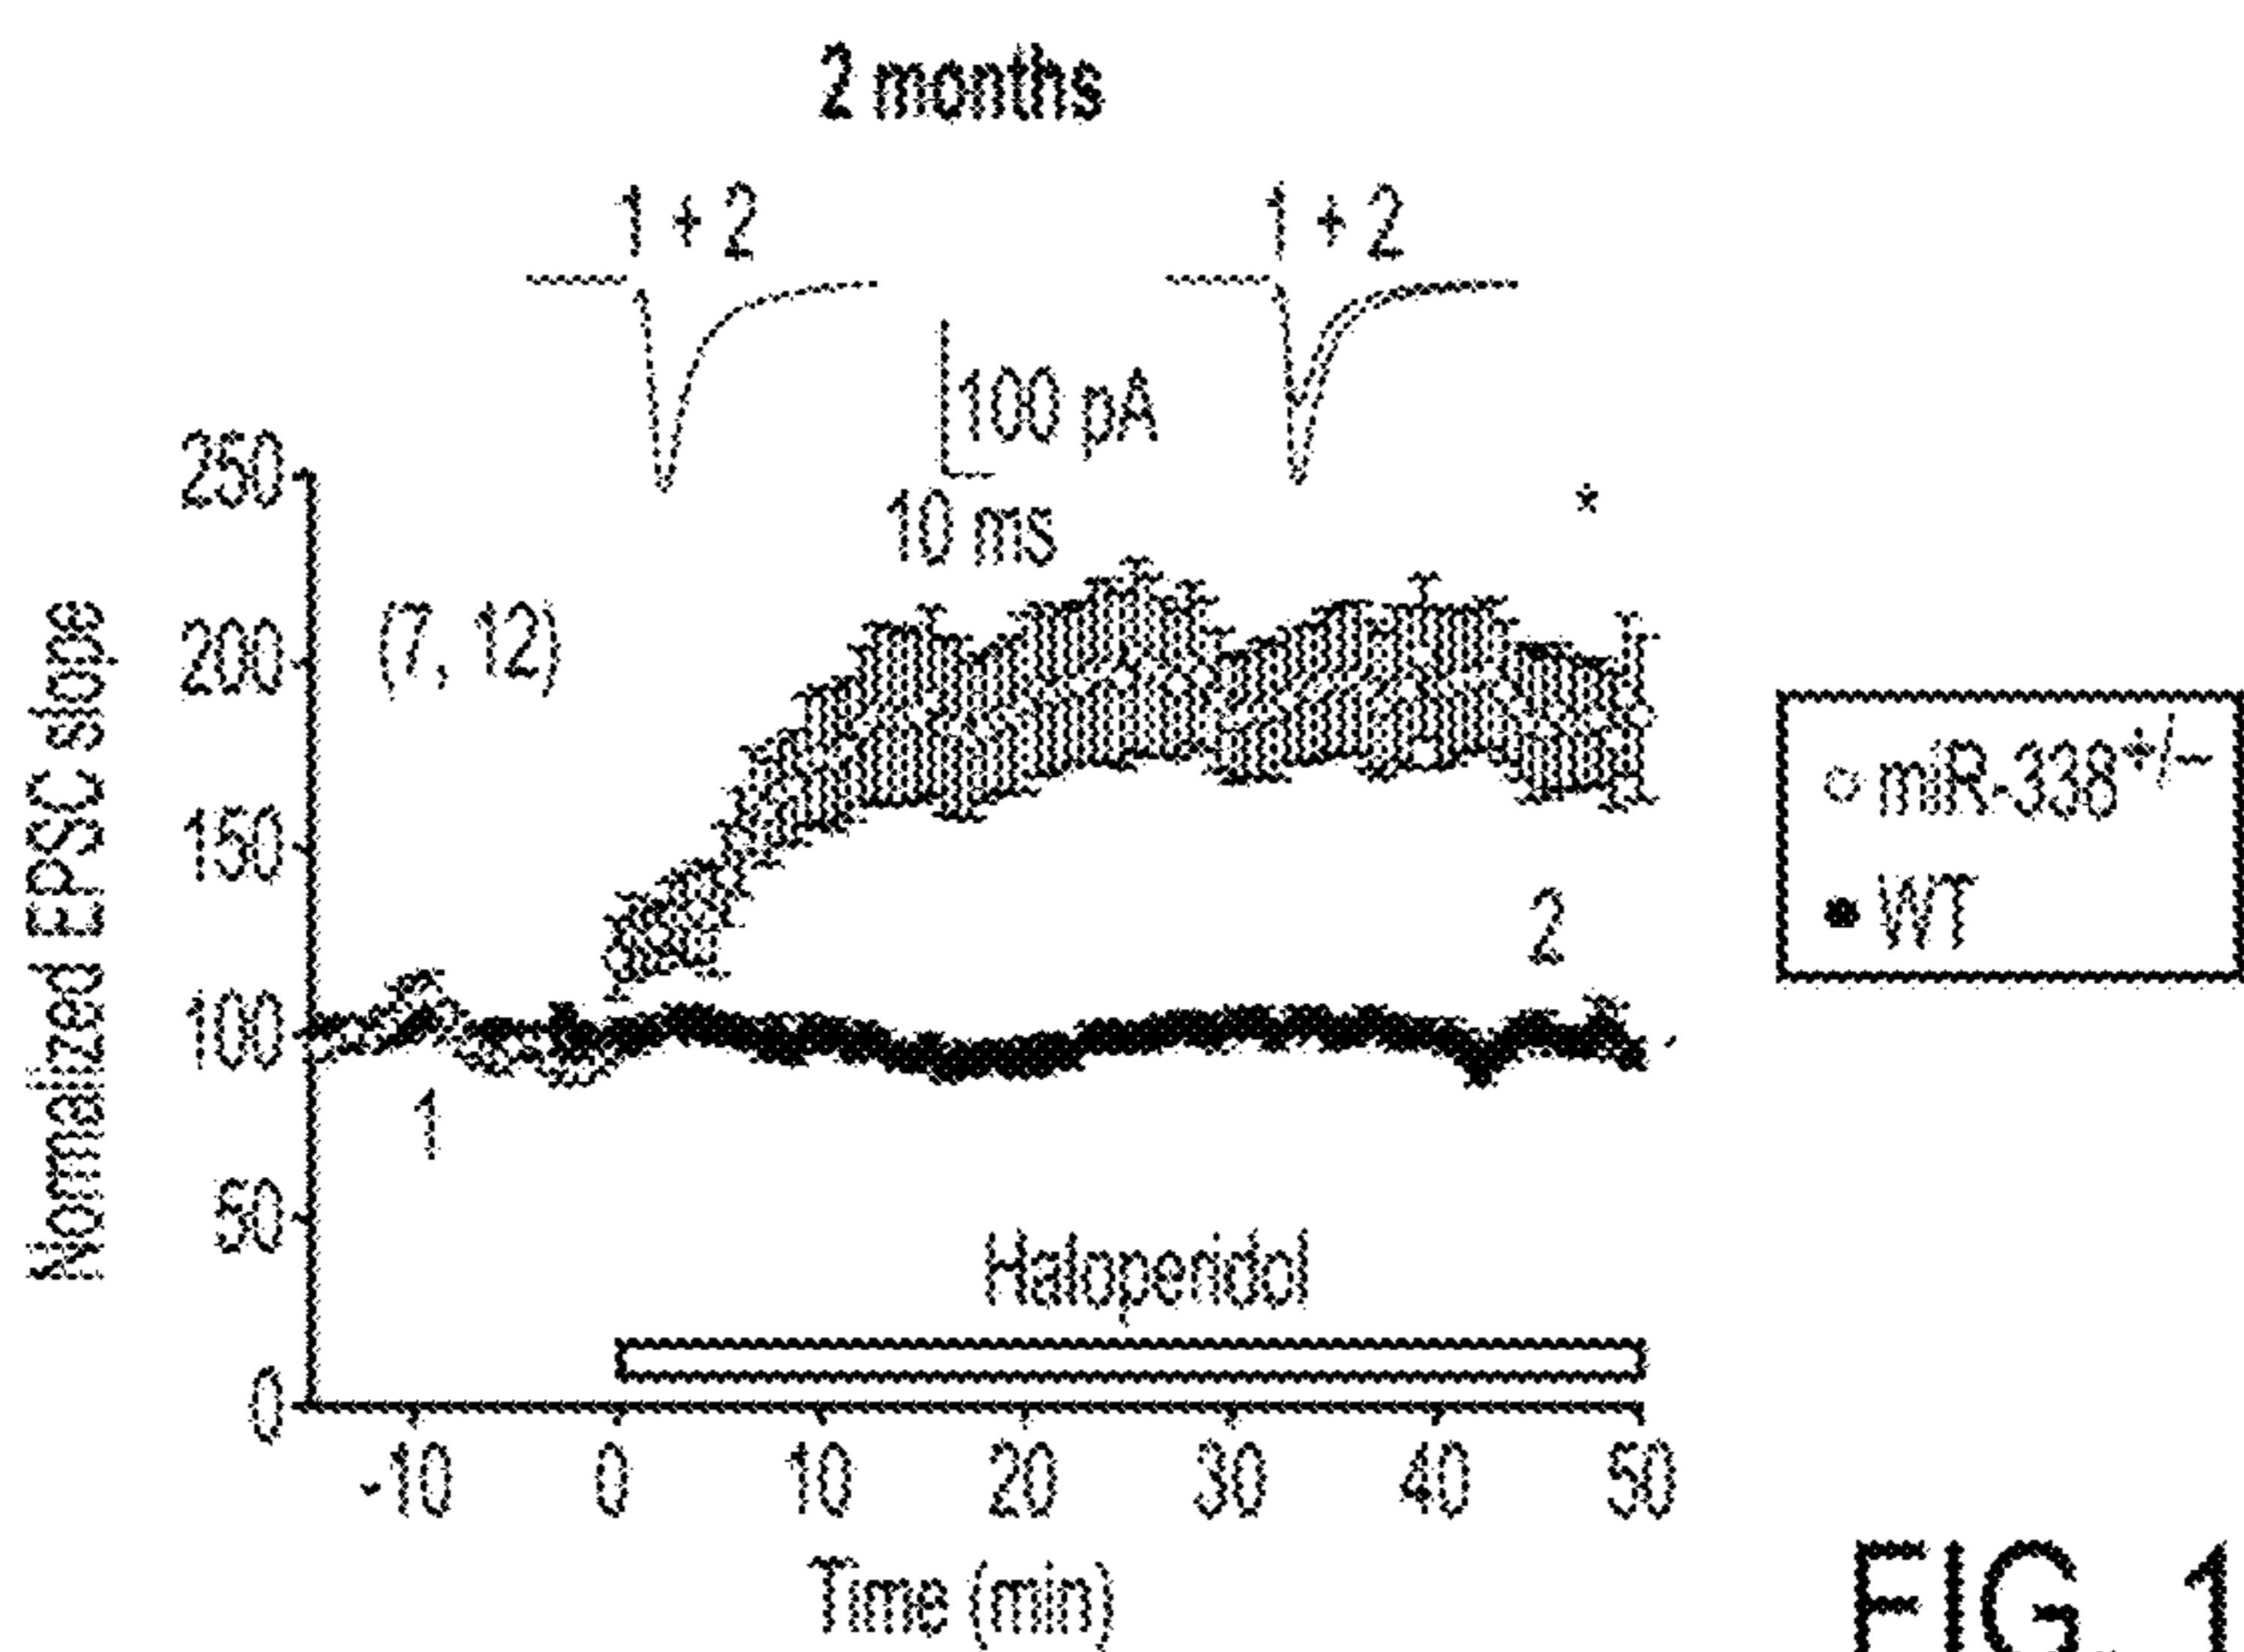 2 months
1 + 2
1 + 2
100 pA
10 ms
*
Normalized EPSC slope
250
200
150
100
50
0
(7, 12)
1
2
Haloperidol
-10
0
10
20
30
40
50
Time (min)
miR-338+/–
WT
FIG. 1